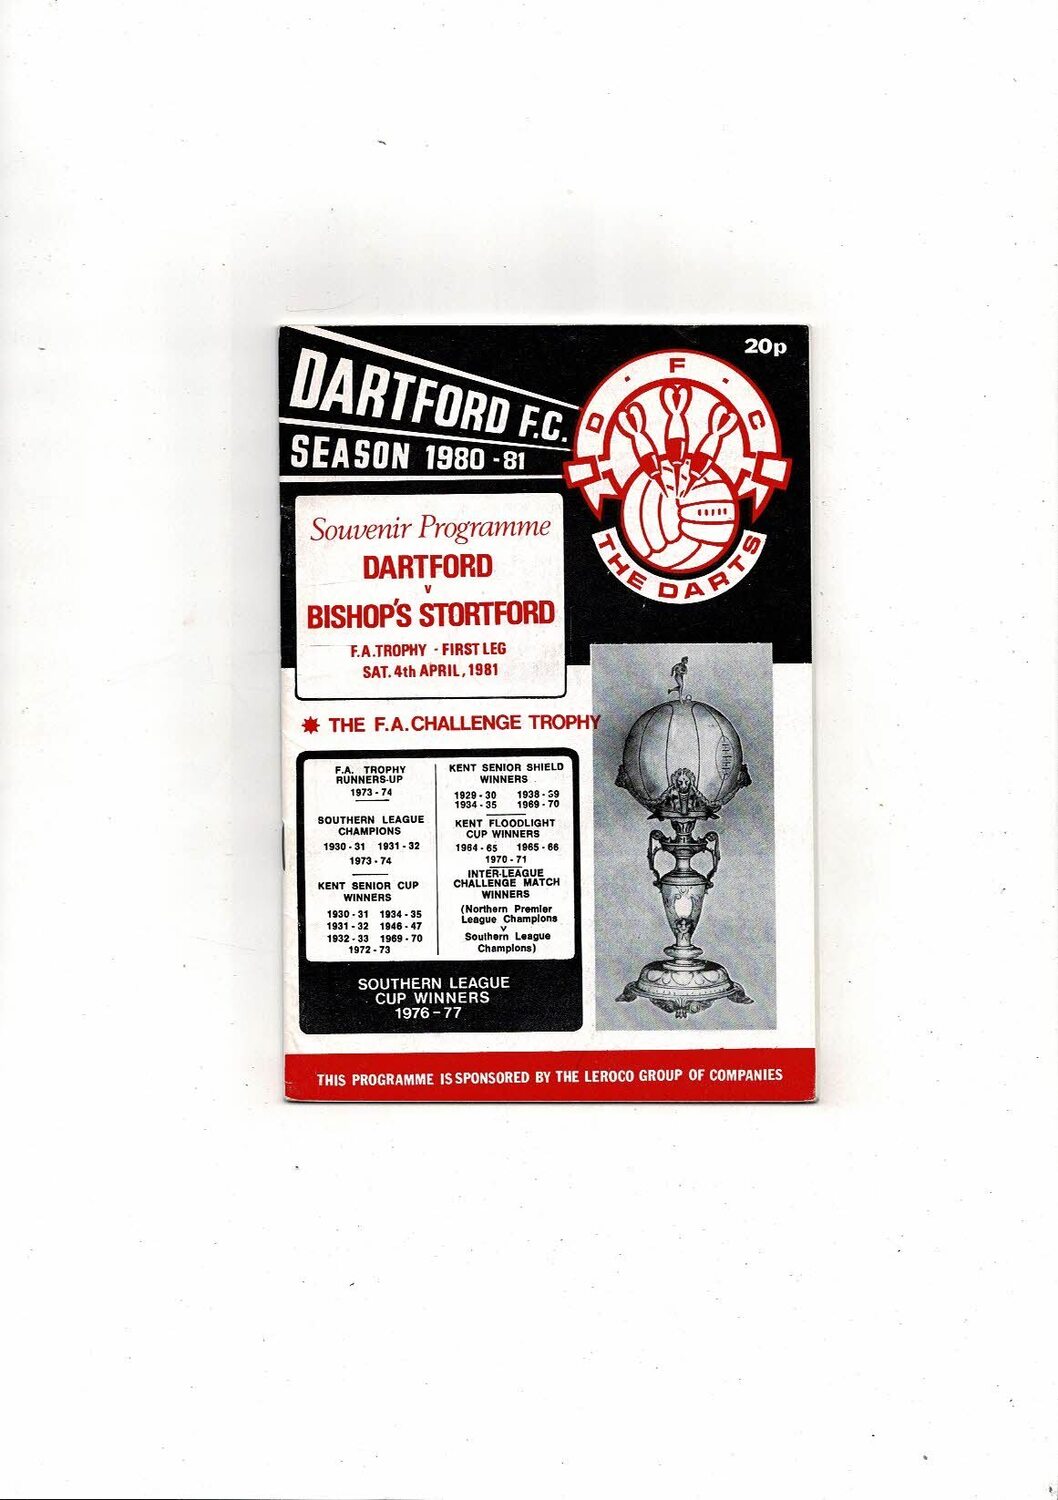 20p
DARTFORD F.C.
SEASON 1980-81
D · F · C
THE DARTS
Souvenir Programme
DARTFORD
v
BISHOP'S STORTFORD
F.A.TROPHY - FIRST LEG
SAT. 4th APRIL, 1981
THE F.A. CHALLENGE TROPHY
F.A. TROPHY
RUNNERS-UP
1973-74
SOUTHERN LEAGUE
CHAMPIONS
1930-31 1931-32
1973-74
KENT SENIOR CUP
WINNERS
1930-31 1934-35
1931-32 1946-47
1932-33 1969-70
1972-73
KENT SENIOR SHIELD
WINNERS
1929-30 1938-39
1934-35 1969-70
KENT FLOODLIGHT
CUP WINNERS
1964-65 1965-66
1970-71
INTER-LEAGUE
CHALLENGE MATCH
WINNERS
(Northern Premier
League Champions
v
Southern League
Champions)
SOUTHERN LEAGUE
CUP WINNERS
1976-77
THIS PROGRAMME IS SPONSORED BY THE LEROCO GROUP OF COMPANIES